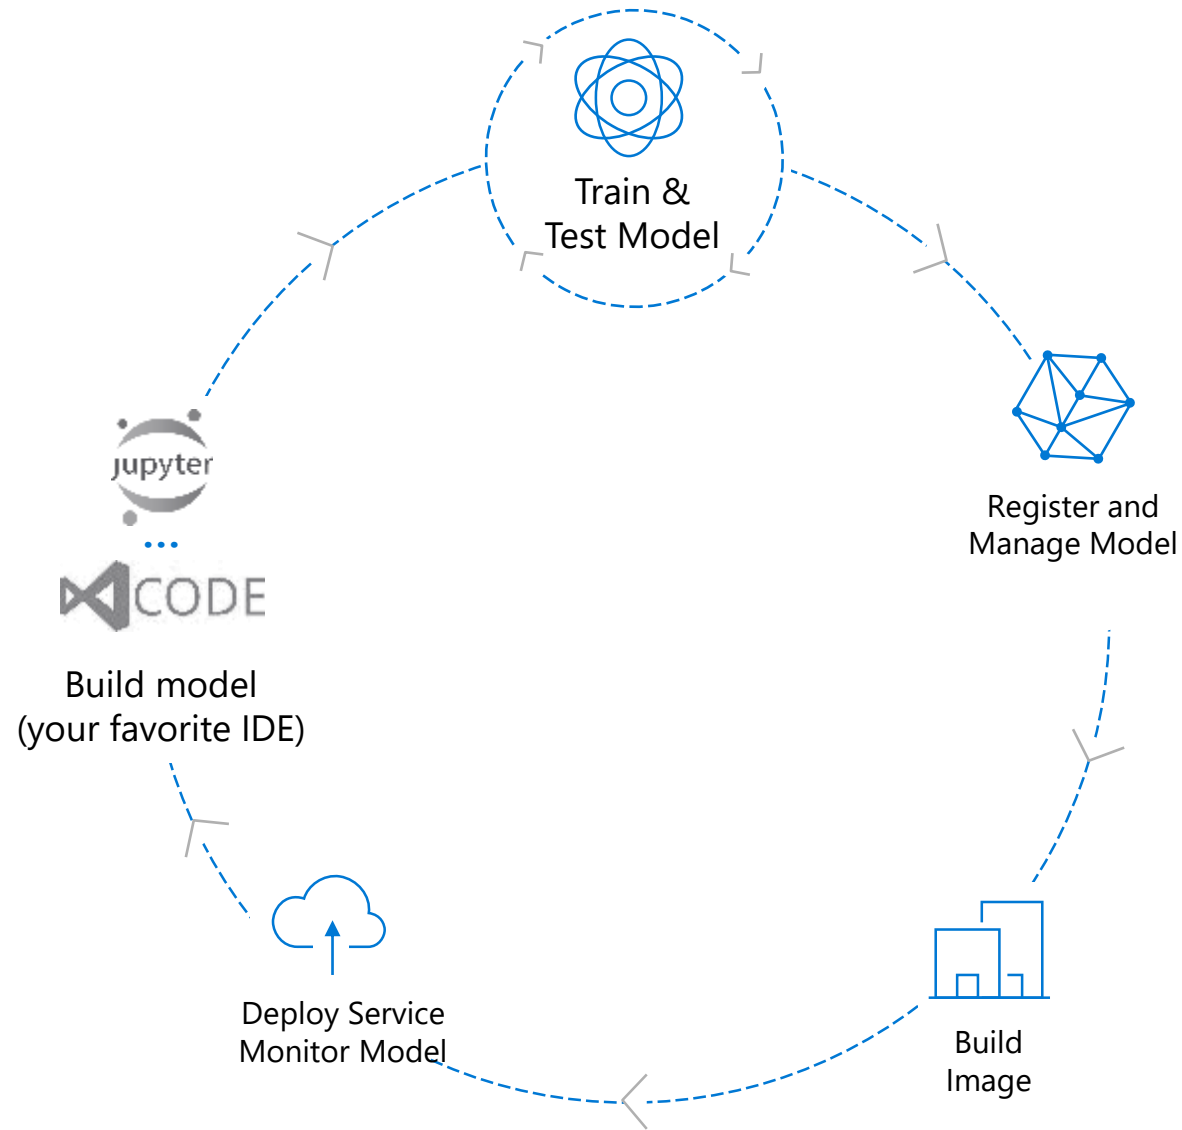 Train &
Test Model
Register and
Manage Model
Build
Image
Deploy Service
Monitor Model
jupyter
CODE
Build model
(your favorite IDE)